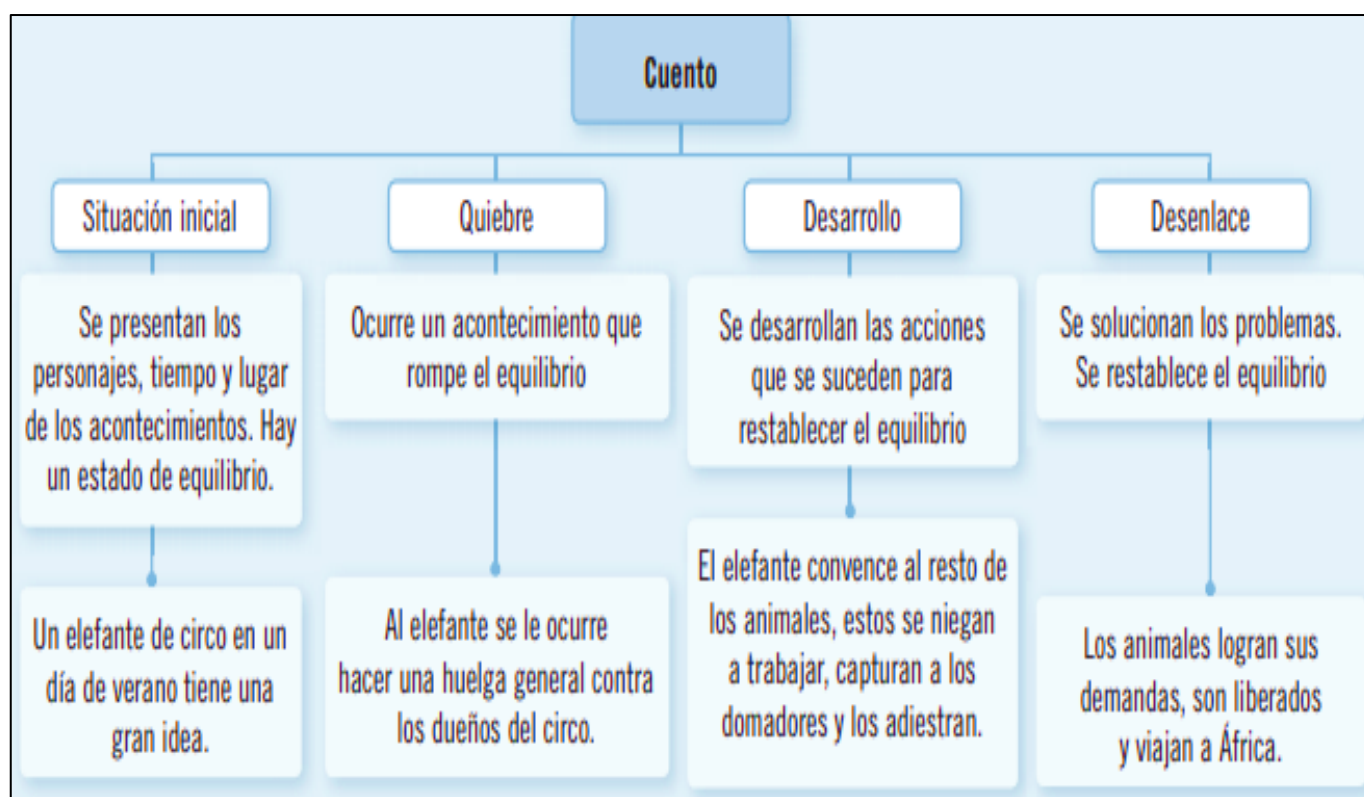 Cuento
Situación inicial
Quiebre
Desarrollo
Desenlace
Se presentan los
personajes, tiempo y lugar
de los acontecimientos. Hay
un estado de equilibrio.
Ocurre un acontecimiento que
rompe el equilibrio
Se desarrollan las acciones
que se suceden para
restablecer el equilibrio
Se solucionan los problemas.
Se restablece el equilibrio
Un elefante de circo en un
día de verano tiene una
gran idea.
Al elefante se le ocurre
hacer una huelga general contra
los dueños del circo.
El elefante convence al resto de
los animales, estos se niegan
a trabajar, capturan a los
domadores y los adiestran.
Los animales logran sus
demandas, son liberados
y viajan a África.